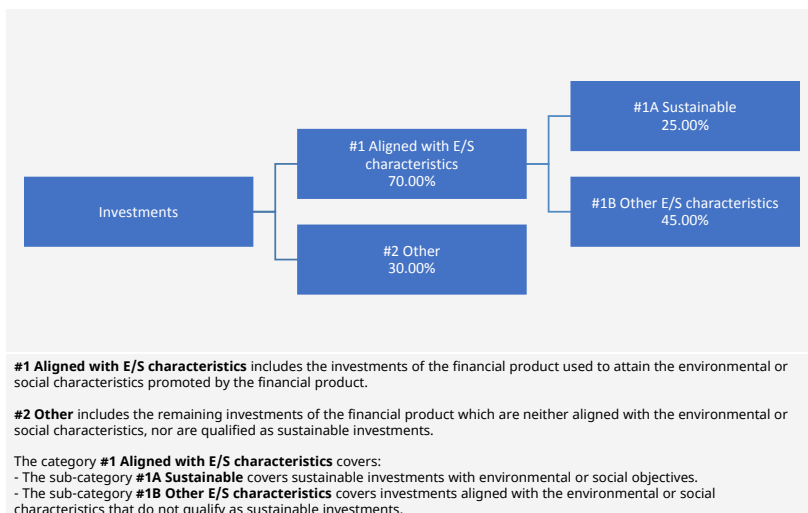 #1A Sustainable
25.00%
#1 Aligned with E/S
characteristics
70.00%
Investments
#1B Other E/S characteristics
45.00%
#2 Other
30.00%
#1 Aligned with E/S characteristics includes the investments of the financial product used to attain the environmental or
social characteristics promoted by the financial product.
#2 Other includes the remaining investments of the financial product which are neither aligned with the environmental or
social characteristics, nor are qualified as sustainable investments.
The category #1 Aligned with E/S characteristics covers:
- The sub-category #1A Sustainable covers sustainable investments with environmental or social objectives.
- The sub-category #1B Other E/S characteristics covers investments aligned with the environmental or social
characteristics that do not qualify as sustainable investments.